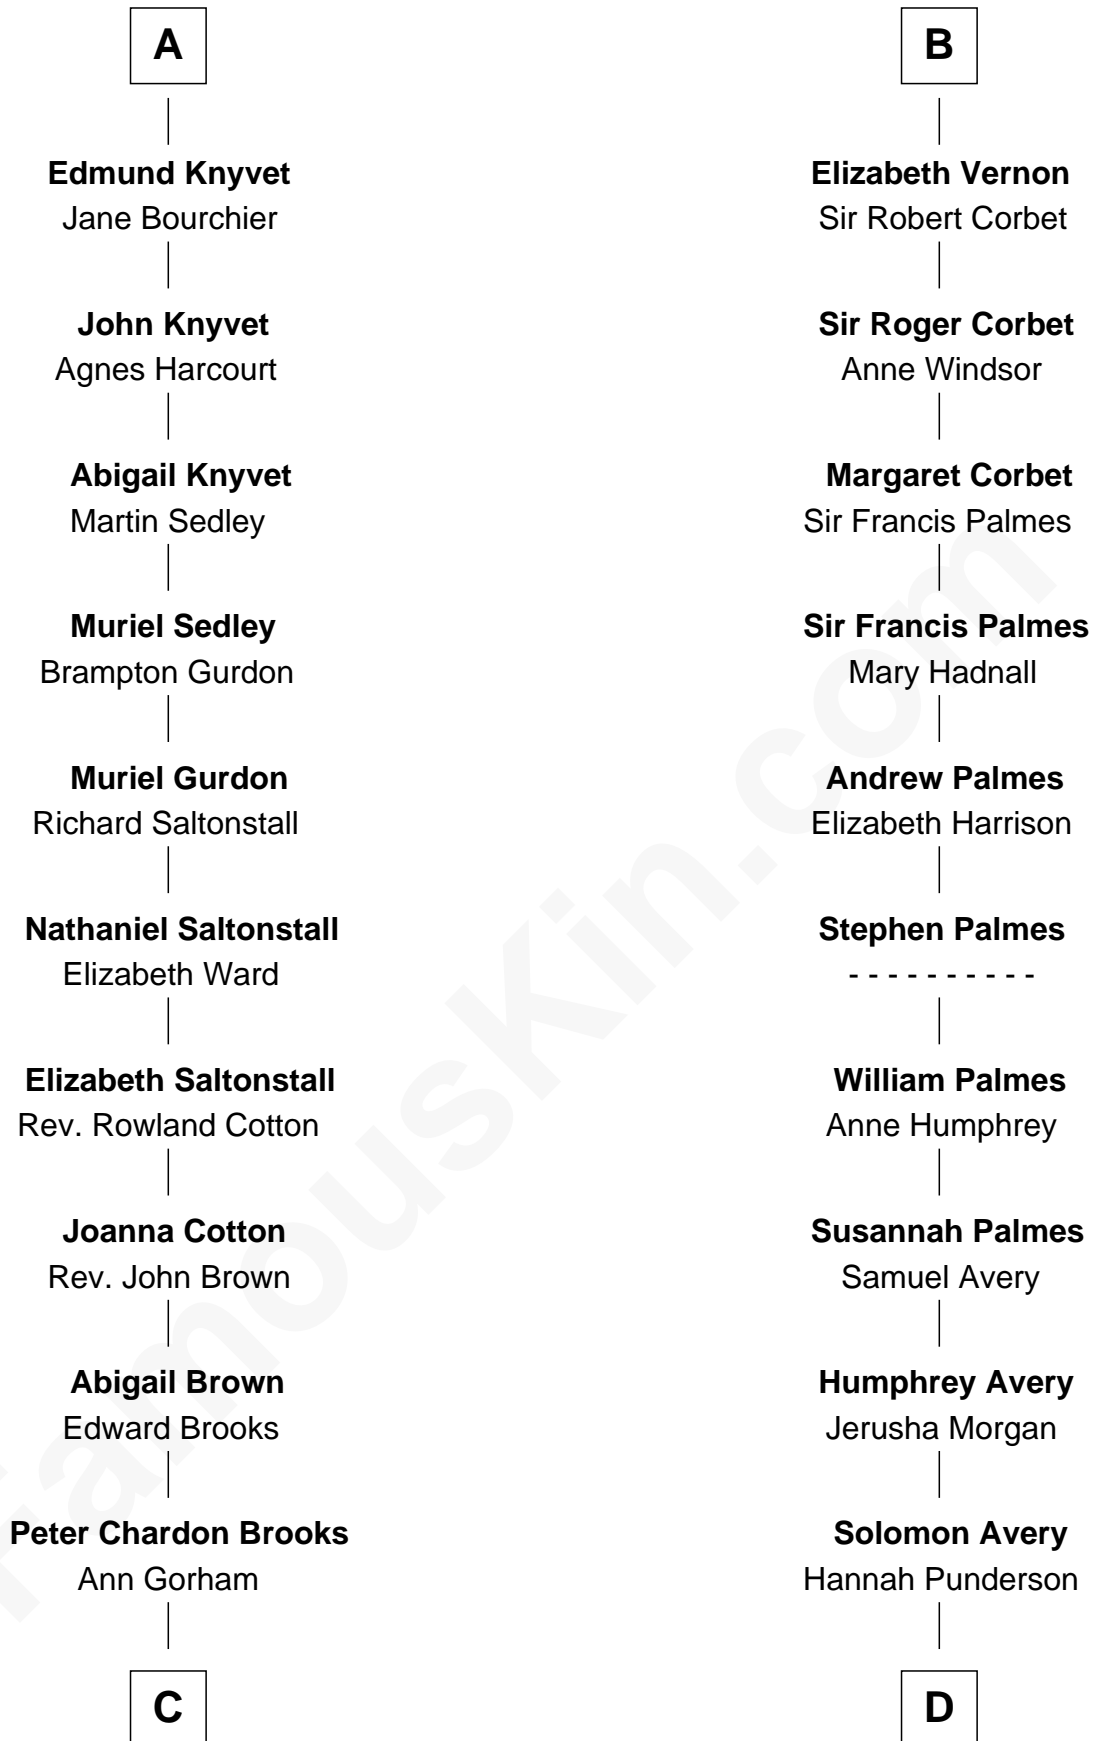 A
Edmund Knyvet
Jane Bourchier
John Knyvet
Agnes Harcourt
Abigail Knyvet
Martin Sedley
Muriel Sedley
Brampton Gurdon
Muriel Gurdon
Richard Saltonstall
Nathaniel Saltonstall
Elizabeth Ward
Elizabeth Saltonstall
Rev. Rowland Cotton
Joanna Cotton
Rev. John Brown
Abigail Brown
Edward Brooks
Peter Chardon Brooks
Ann Gorham
C
B
Elizabeth Vernon
Sir Robert Corbet
Sir Roger Corbet
Anne Windsor
Margaret Corbet
Sir Francis Palmes
Sir Francis Palmes
Mary Hadnall
Andrew Palmes
Elizabeth Harrison
Stephen Palmes
- - - - - - - - - -
William Palmes
Anne Humphrey
Susannah Palmes
Samuel Avery
Humphrey Avery
Jerusha Morgan
Solomon Avery
Hannah Punderson
D
FamousKin.com